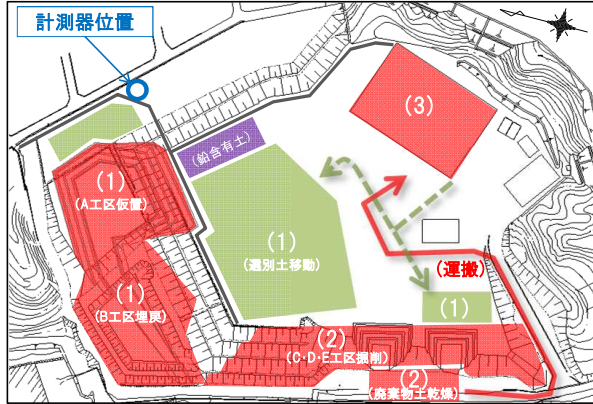 計測器位置
(3)
(鉛含有土)
(1)
(A工区仮置)
(1)
(選別土移動)
(運搬)
(1)
(B工区埋戻)
(1)
(2)
(C・D・E工区掘削)
(2)
(廃棄物土乾燥)